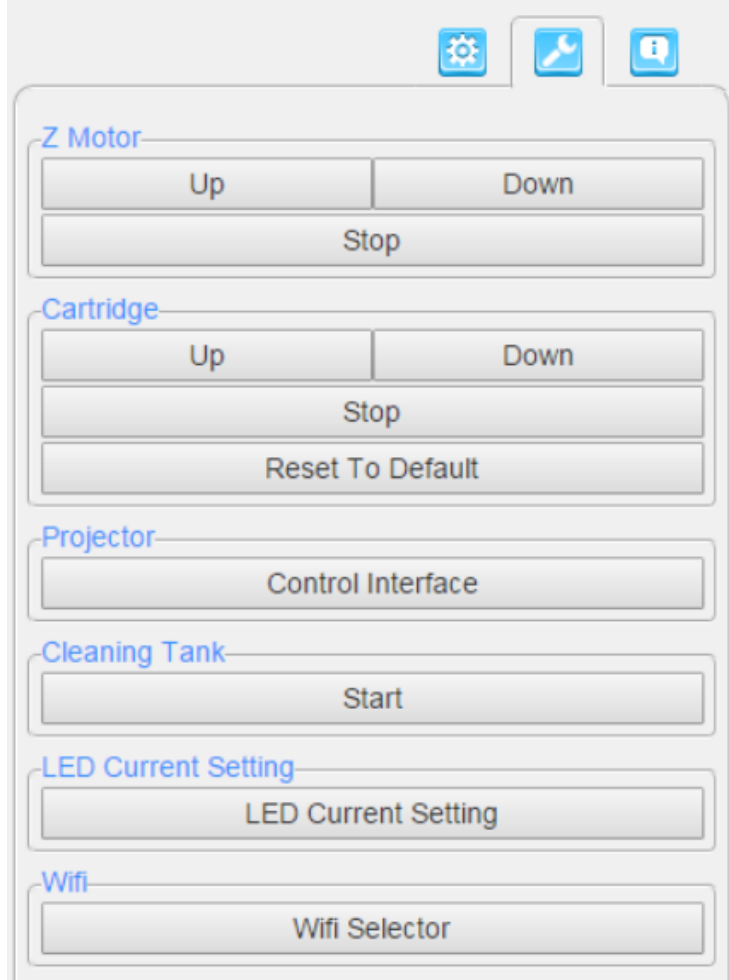 Z Motor
Up Down
Stop
Cartridge
Up Down
Stop
Reset To Default
Projector
Control Interface
Cleaning Tank
Start
LED Current Setting
LED Current Setting
Wifi
Wifi Selector